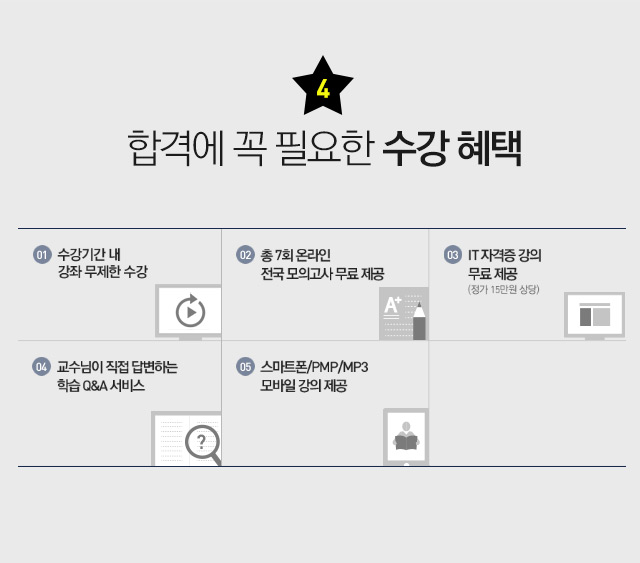 4
합격에 꼭 필요한 수강 혜택
01 수강기간 내
강좌 무제한 수강
02 총 7회 온라인
전국 모의고사 무료 제공
A+
03 IT 자격증 강의
무료 제공
(정가 15만원 상당)
04 교수님이 직접 답변하는
학습 Q&A 서비스
?
05 스마트폰/PMP/MP3
모바일 강의 제공